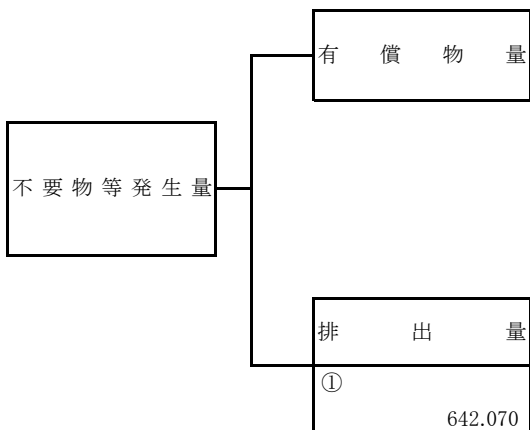 有償物量
不要物等発生量
排出量
①
642.070